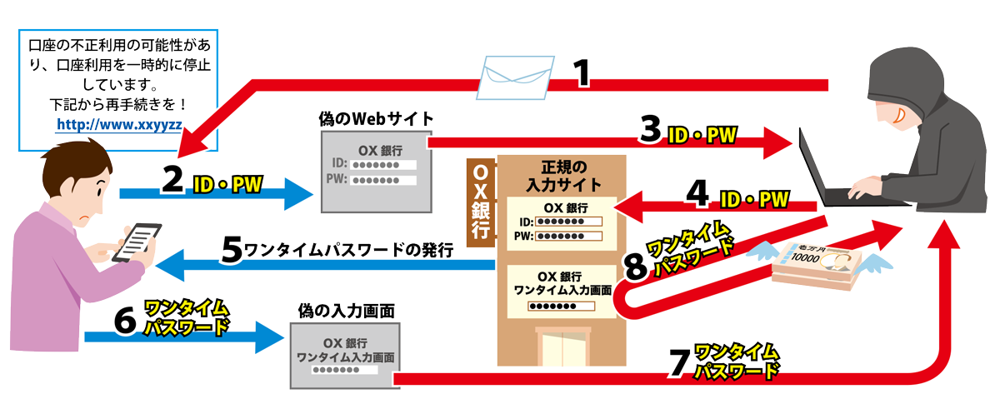 口座の不正利用の可能性があ
り、口座利用を一時的に停止
しています。
下記から再手続きを！
http://www.xxyyzz
1
偽のWebサイト
OX 銀行
ID:
PW:
2 ID・PW
3 ID・PW
OX銀行
正規の
入力サイト
OX 銀行
ID:
PW:
4 ID・PW
5 ワンタイムパスワードの発行
OX 銀行
ワンタイム入力画面
8 ワンタイム
パスワード
壱万円
10000
6 ワンタイム
パスワード
偽の入力画面
OX 銀行
ワンタイム入力画面
7 ワンタイム
パスワード